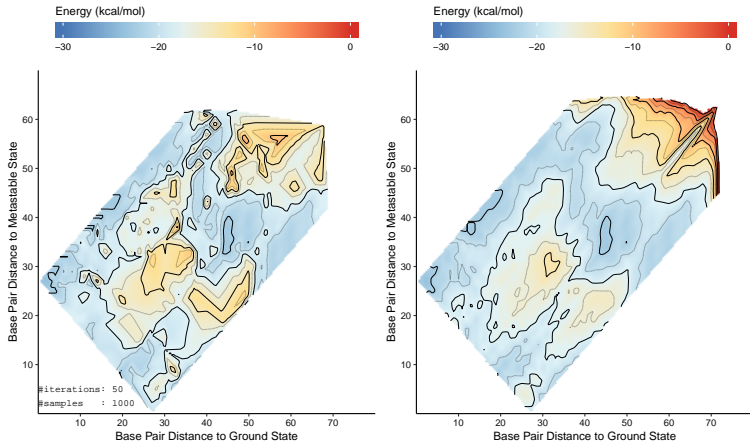 Energy (kcal/mol)
−30 −20 −10 0
Base Pair Distance to Metastable State
60
50
40
30
20
10
#iterations: 50
#samples : 1000
10 20 30 40 50 60 70
Base Pair Distance to Ground State
Energy (kcal/mol)
−30 −20 −10 0
Base Pair Distance to Metastable State
60
50
40
30
20
10
10 20 30 40 50 60 70
Base Pair Distance to Ground State